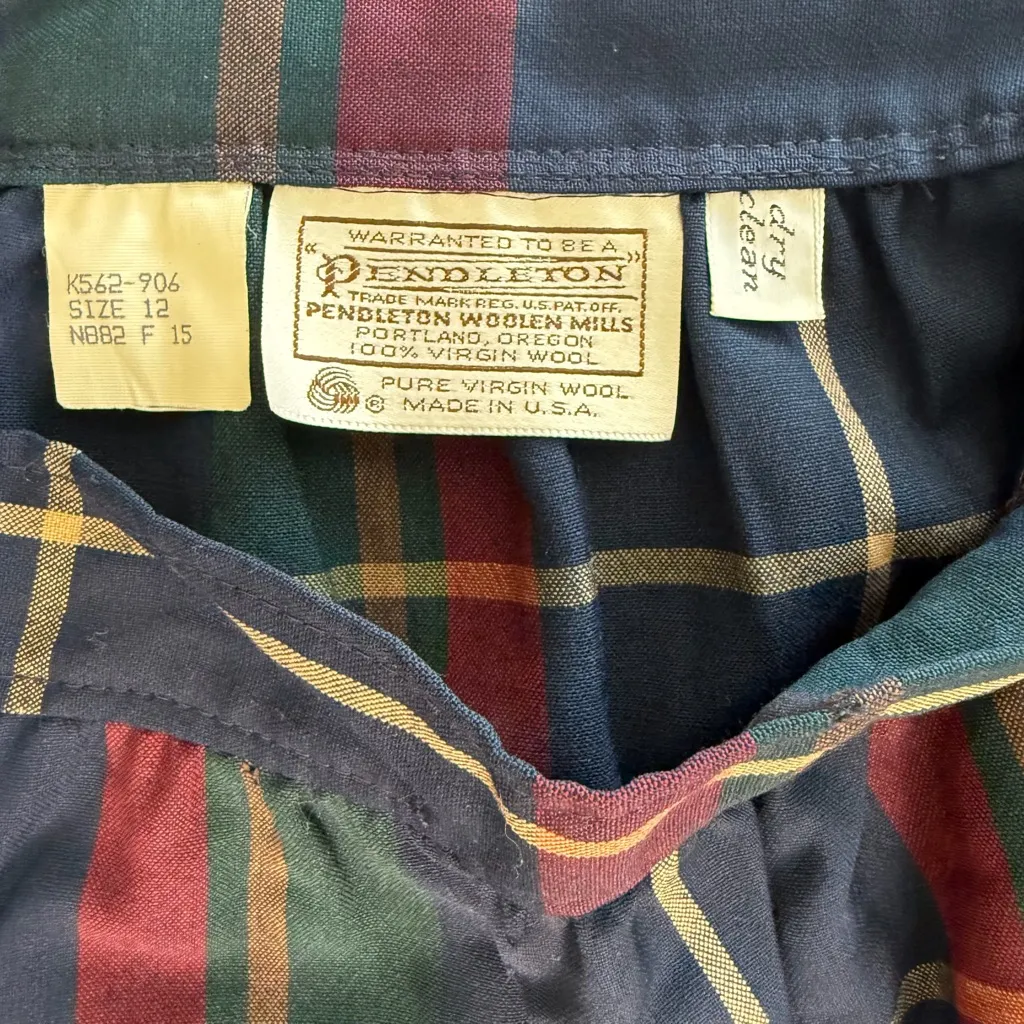 K562-906
SIZE 12
N882 F 15
WARRANTED TO BE A
"PENDLETON"
TRADE MARK REG. U.S. PAT. OFF.
PENDLETON WOOLEN MILLS
PORTLAND, OREGON
100% VIRGIN WOOL
PURE VIRGIN WOOL
® MADE IN U.S.A.
dry
clean